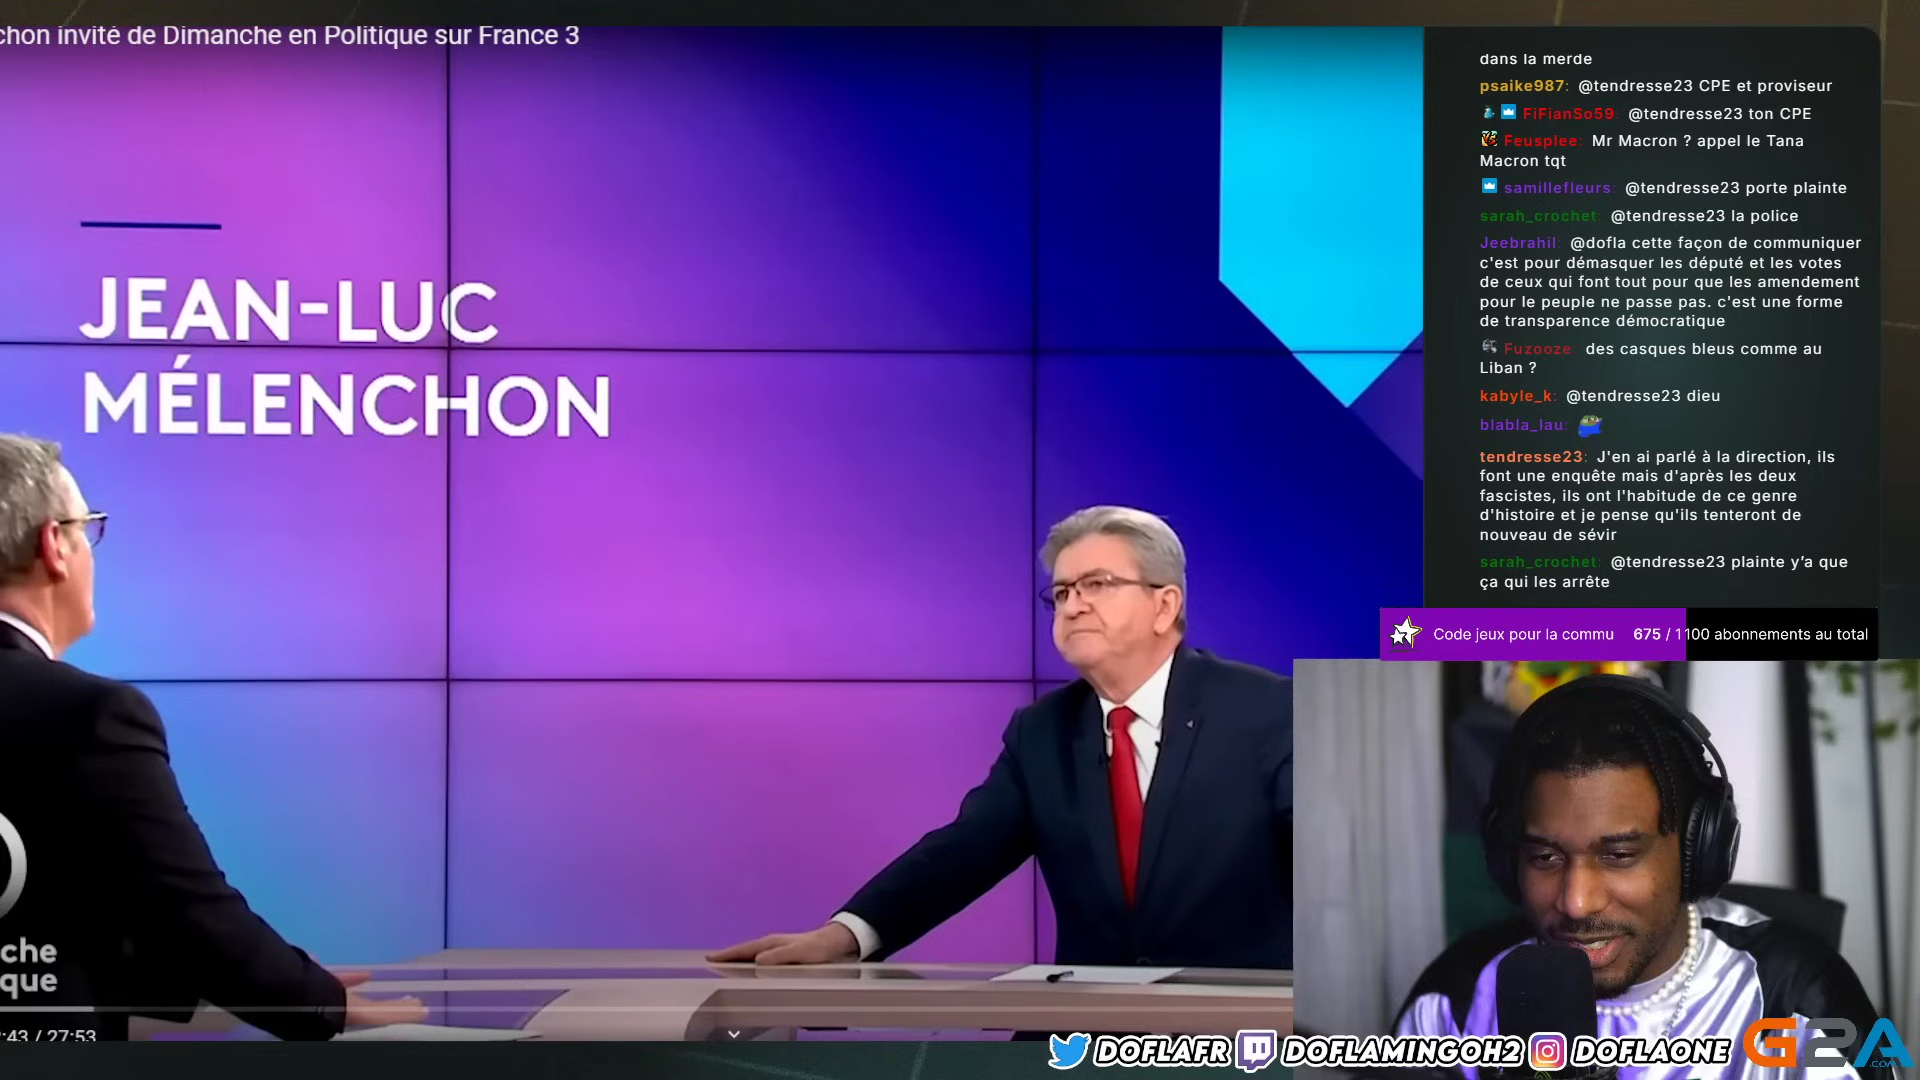 chon invité de Dimanche en Politique sur France 3
JEAN-LUC
MÉLENCHON
che
que
:43 / 27:53
dans la merde
psaike987: @tendresse23 CPE et proviseur
FiFianSo59: @tendresse23 ton CPE
Feusplee: Mr Macron ? appel le Tana
Macron tqt
samillefleurs: @tendresse23 porte plainte
sarah_crochet: @tendresse23 la police
Jeebrahil: @dofla cette façon de communiquer
c'est pour démasquer les député et les votes
de ceux qui font tout pour que les amendement
pour le peuple ne passe pas. c'est une forme
de transparence démocratique
Fuzooze: des casques bleus comme au
Liban ?
kabyle_k: @tendresse23 dieu
blabla_lau:
tendresse23: J'en ai parlé à la direction, ils
font une enquête mais d'après les deux
fascistes, ils ont l'habitude de ce genre
d'histoire et je pense qu'ils tenteront de
nouveau de sévir
sarah_crochet: @tendresse23 plainte y'a que
ça qui les arrête
Code jeux pour la commu 675 / 1100 abonnements au total
DOFLAFR DOFLAMINGOH2 DOFLAONE G2A
.COM